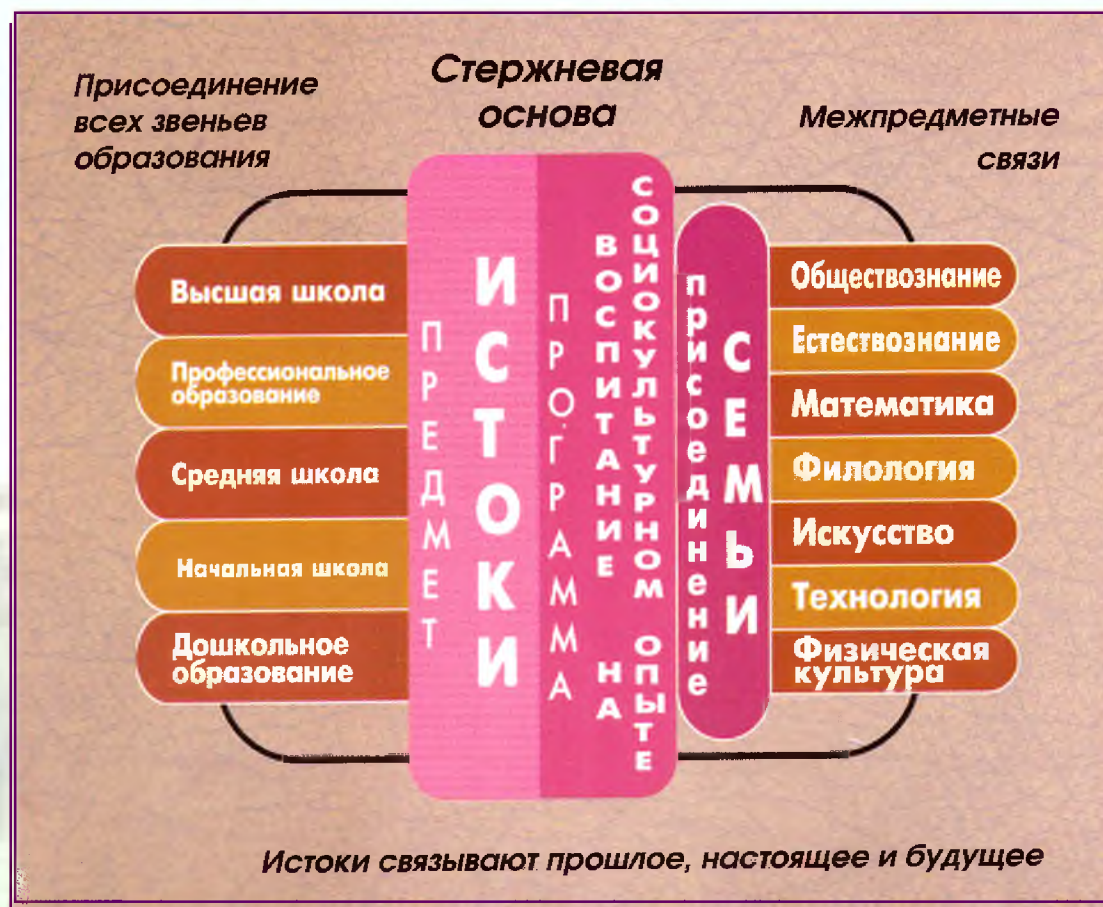 Присоединение
всех звеньев
образования
Стержневая
основа
Межпредметные
связи
Высшая школа
Профессиональное
образование
Средняя школа
Начальная школа
Дошкольное
образование
ПРЕДМЕТ
ИСТОКИ
ПРОГРАММА
ВОСПИТАНИЕ НА
СОЦИОКУЛЬТУРНОМ ОПЫТЕ
присоединение
СЕМЬИ
Обществознание
Естествознание
Математика
Филология
Искусство
Технология
Физическая
культура
Истоки связывают прошлое, настоящее и будущее